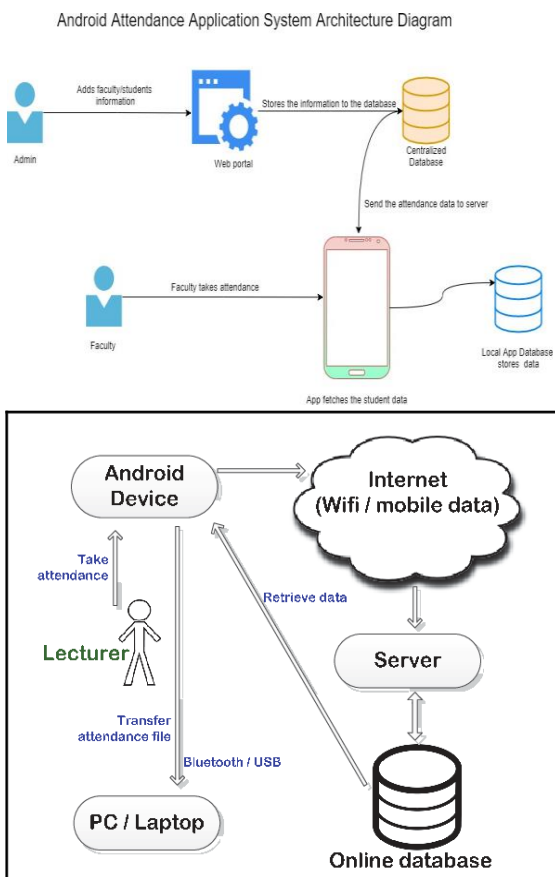 Android Attendance Application System Architecture Diagram
Adds faculty/students
information
Stores the information to the database
Admin
Web portal
Centralized
Database
Send the attendance data to server
Faculty takes attendance
Faculty
Local App Database
stores data
App fetches the student data
Android
Device
Internet
(Wifi / mobile data)
Take
attendance
Retrieve data
Lecturer
Server
Transfer
attendance file
Bluetooth / USB
PC / Laptop
Online database